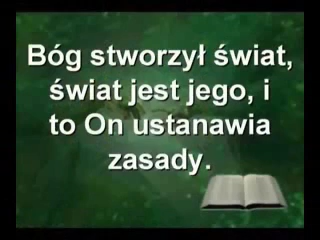 Bóg stworzył świat,
świat jest jego, i
to On ustanawia
zasady.